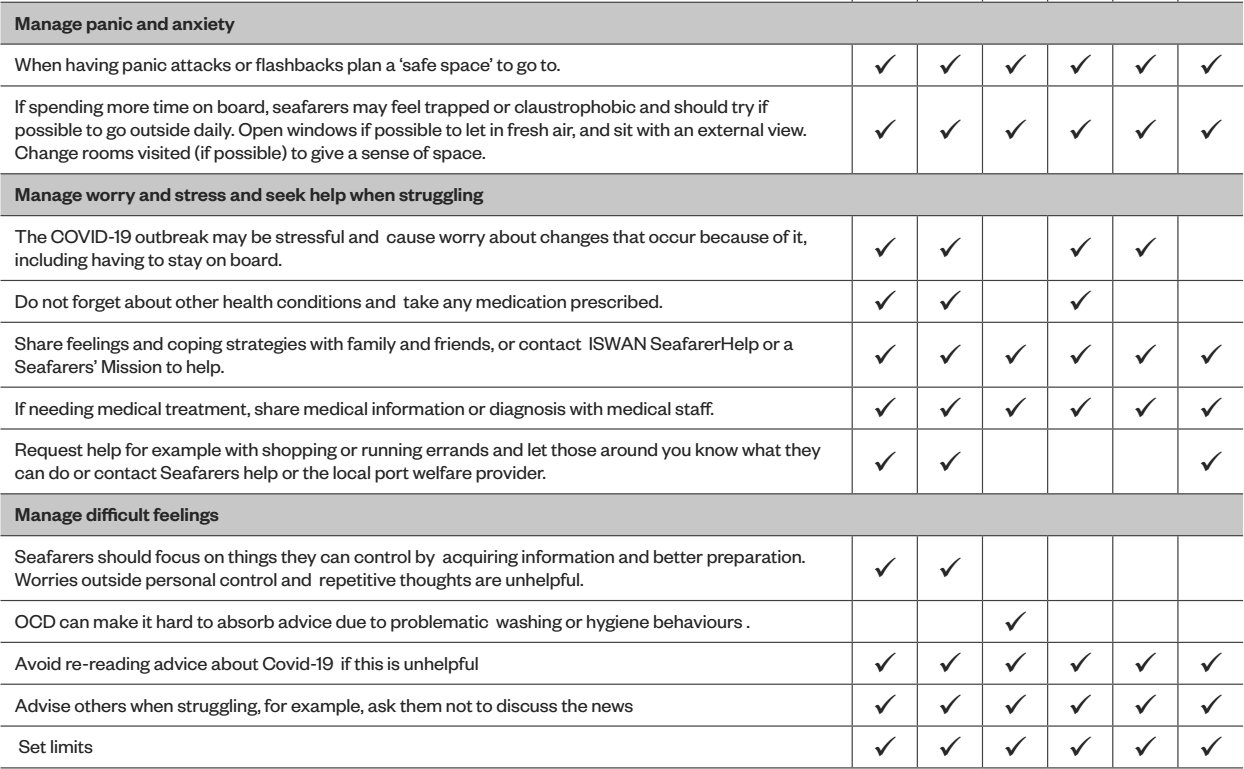 Manage panic and anxiety
When having panic attacks or flashbacks plan a ‘safe space’ to go to. ✓ ✓ ✓ ✓ ✓ ✓
If spending more time on board, seafarers may feel trapped or claustrophobic and should try if
possible to go outside daily. Open windows if possible to let in fresh air, and sit with an external view. ✓ ✓ ✓ ✓ ✓ ✓
Change rooms visited (if possible) to give a sense of space.
Manage worry and stress and seek help when struggling
The COVID-19 outbreak may be stressful and cause worry about changes that occur because of it, ✓ ✓ ✓ ✓
including having to stay on board.
Do not forget about other health conditions and take any medication prescribed. ✓ ✓ ✓
Share feelings and coping strategies with family and friends, or contact ISWAN SeafarerHelp or a ✓ ✓ ✓ ✓ ✓ ✓
Seafarers’ Mission to help.
If needing medical treatment, share medical information or diagnosis with medical staff. ✓ ✓ ✓ ✓ ✓ ✓
Request help for example with shopping or running errands and let those around you know what they ✓ ✓ ✓
can do or contact Seafarers help or the local port welfare provider.
Manage difficult feelings
Seafarers should focus on things they can control by acquiring information and better preparation. ✓ ✓
Worries outside personal control and repetitive thoughts are unhelpful.
OCD can make it hard to absorb advice due to problematic washing or hygiene behaviours . ✓
Avoid re-reading advice about Covid-19 if this is unhelpful ✓ ✓ ✓ ✓ ✓ ✓
Advise others when struggling, for example, ask them not to discuss the news ✓ ✓ ✓ ✓ ✓ ✓
Set limits ✓ ✓ ✓ ✓ ✓ ✓